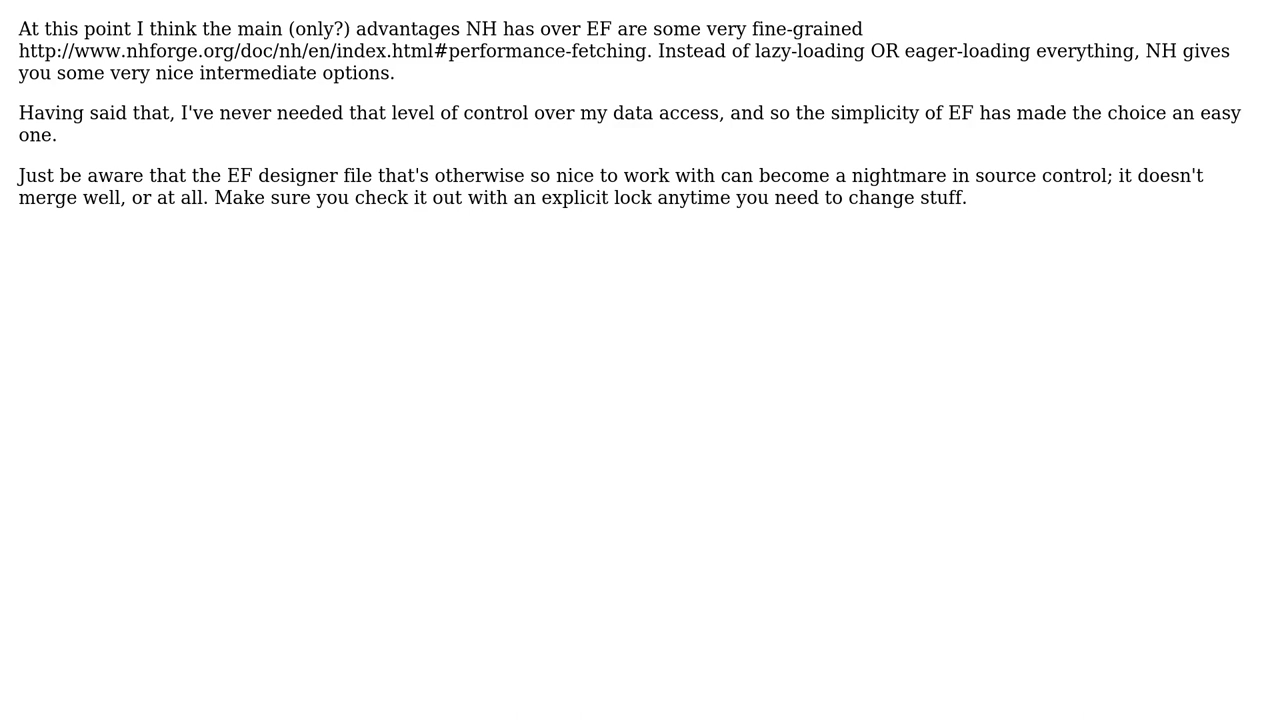 At this point I think the main (only?) advantages NH has over EF are some very fine-grained
http://www.nhforge.org/doc/nh/en/index.html#performance-fetching. Instead of lazy-loading OR eager-loading everything, NH gives
you some very nice intermediate options.
Having said that, I've never needed that level of control over my data access, and so the simplicity of EF has made the choice an easy
one.
Just be aware that the EF designer file that's otherwise so nice to work with can become a nightmare in source control; it doesn't
merge well, or at all. Make sure you check it out with an explicit lock anytime you need to change stuff.